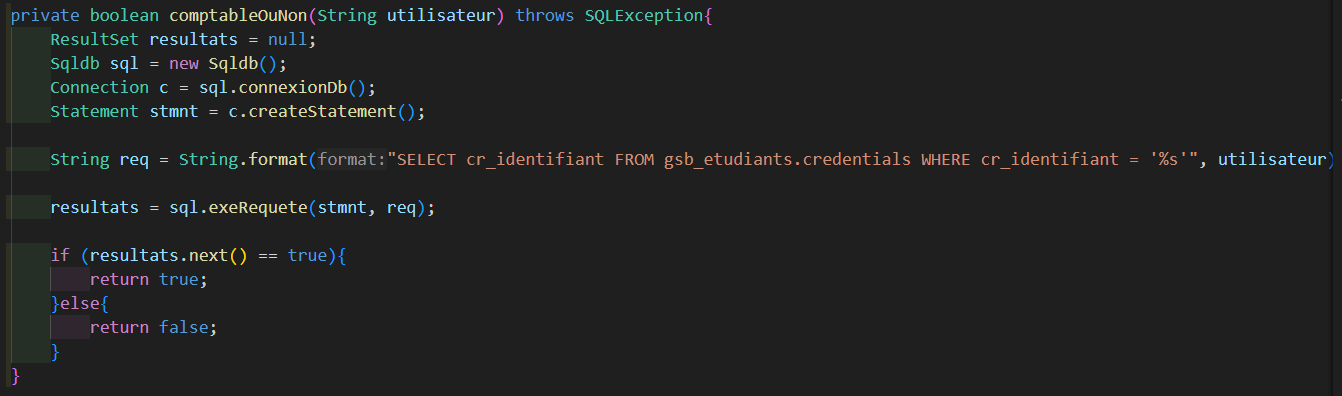 private boolean comptableOuNon(String utilisateur) throws SQLException{
    ResultSet resultats = null;
    Sqldb sql = new Sqldb();
    Connection c = sql.connexionDb();
    Statement stmnt = c.createStatement();
    String req = String.format(format:"SELECT cr_identifiant FROM gsb_etudiants.credentials WHERE cr_identifiant = '%s'", utilisateur)
    resultats = sql.exeRequete(stmnt, req);
    if (resultats.next() == true){
        return true;
    }else{
        return false;
    }
}